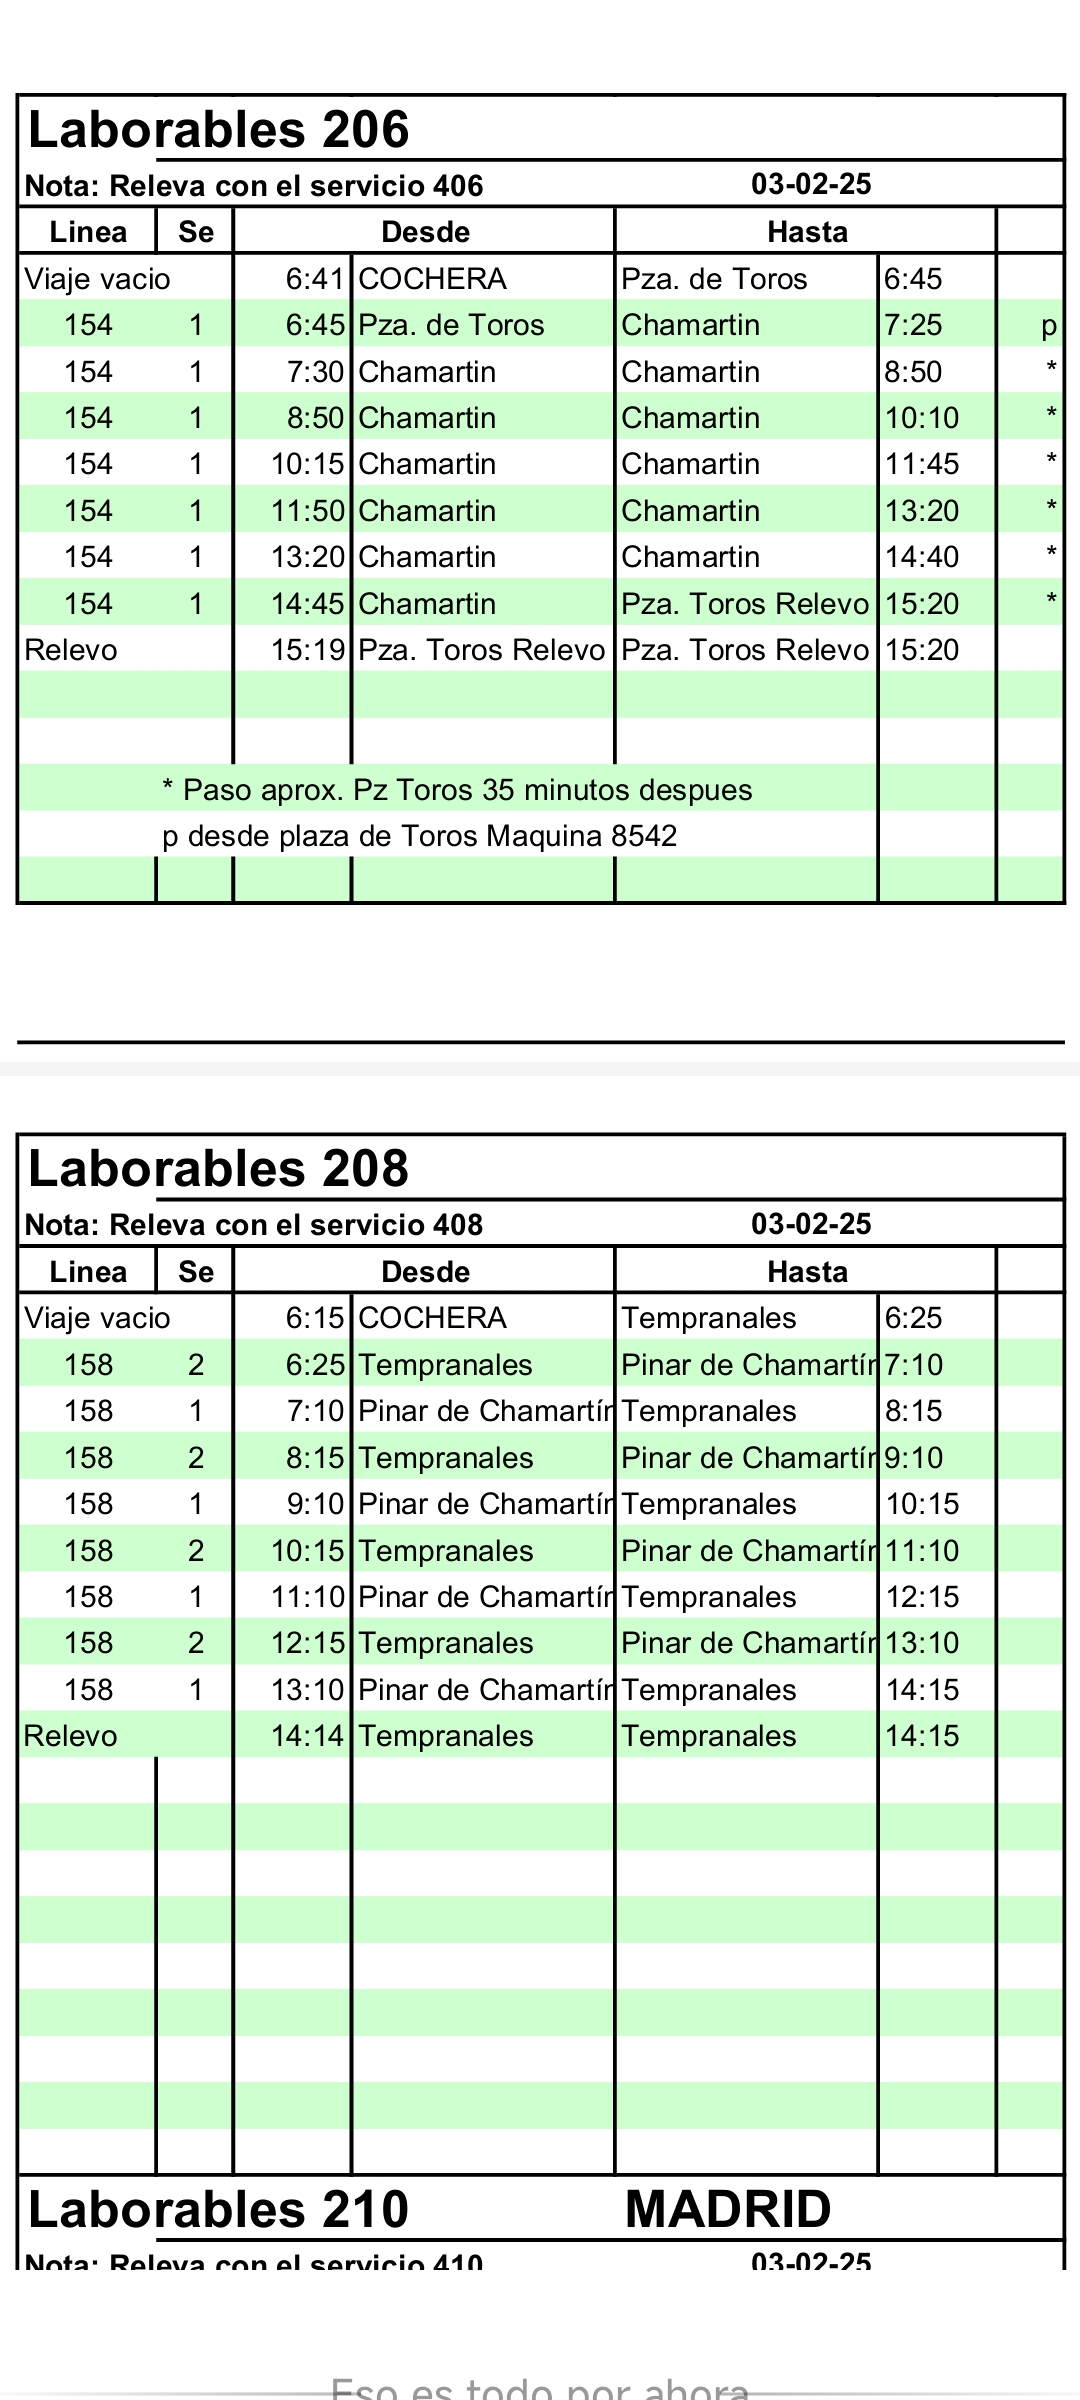 Laborables 206
Nota: Releva con el servicio 406 03-02-25
Linea Se Desde Hasta
Viaje vacio 6:41 COCHERA Pza. de Toros 6:45
154 1 6:45 Pza. de Toros Chamartin 7:25 p
154 1 7:30 Chamartin Chamartin 8:50 *
154 1 8:50 Chamartin Chamartin 10:10 *
154 1 10:15 Chamartin Chamartin 11:45 *
154 1 11:50 Chamartin Chamartin 13:20 *
154 1 13:20 Chamartin Chamartin 14:40 *
154 1 14:45 Chamartin Pza. Toros Relevo 15:20 *
Relevo 15:19 Pza. Toros Relevo Pza. Toros Relevo 15:20
* Paso aprox. Pz Toros 35 minutos despues
p desde plaza de Toros Maquina 8542
Laborables 208
Nota: Releva con el servicio 408 03-02-25
Linea Se Desde Hasta
Viaje vacio 6:15 COCHERA Tempranales 6:25
158 2 6:25 Tempranales Pinar de Chamartín 7:10
158 1 7:10 Pinar de Chamartín Tempranales 8:15
158 2 8:15 Tempranales Pinar de Chamartín 9:10
158 1 9:10 Pinar de Chamartín Tempranales 10:15
158 2 10:15 Tempranales Pinar de Chamartín 11:10
158 1 11:10 Pinar de Chamartín Tempranales 12:15
158 2 12:15 Tempranales Pinar de Chamartín 13:10
158 1 13:10 Pinar de Chamartín Tempranales 14:15
Relevo 14:14 Tempranales Tempranales 14:15
Laborables 210 MADRID
Nota: Releva con el servicio 410 03-02-25
Eso es todo por ahora